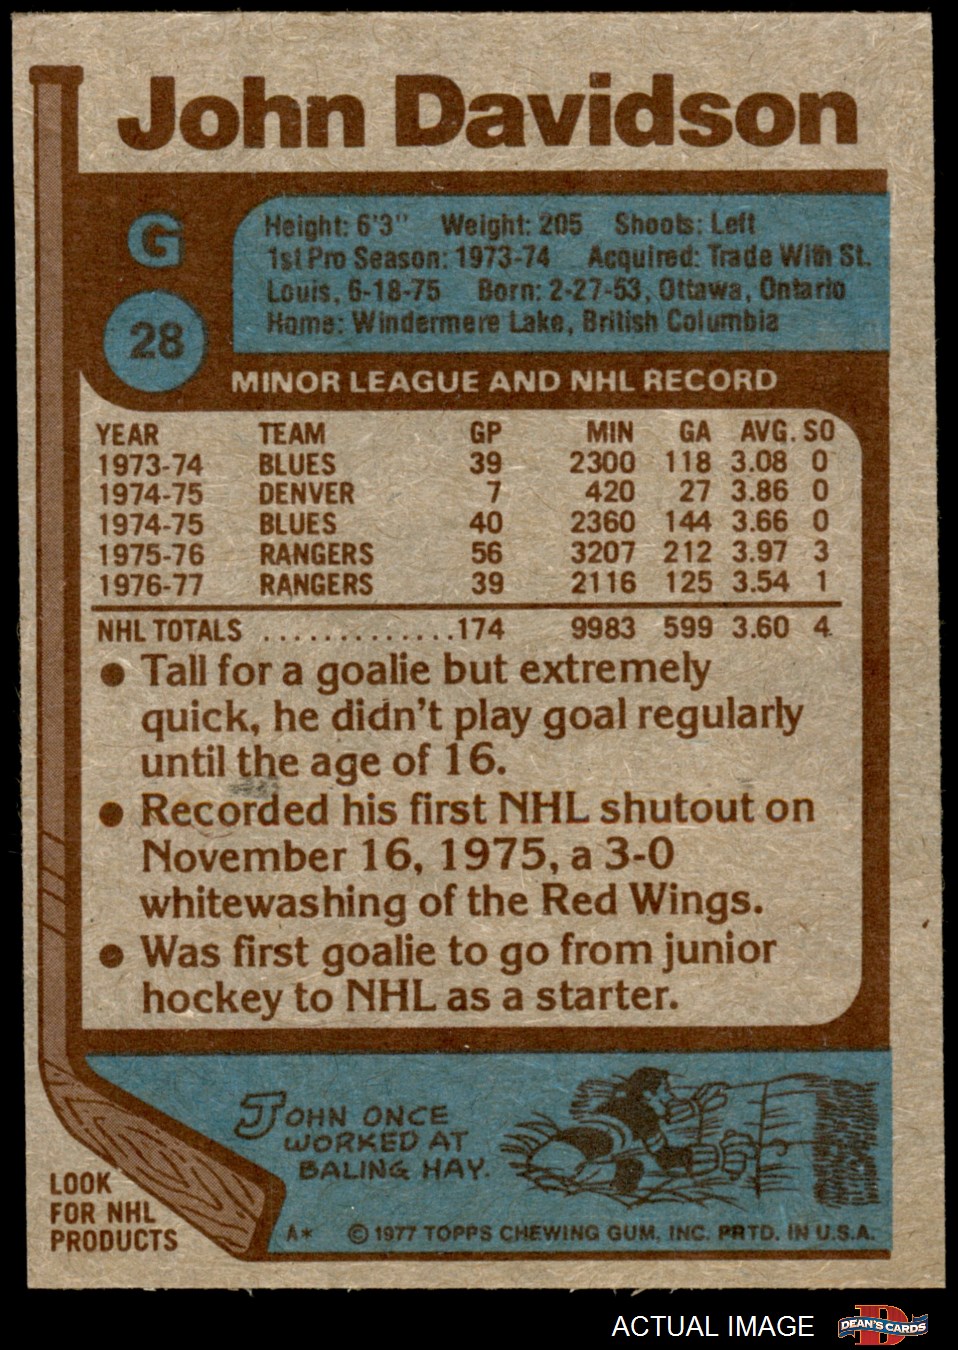 John Davidson
G
28
Height: 6'3" Weight: 205 Shoots: Left
1st Pro Season: 1973-74 Acquired: Trade With St.
Louis, 6-18-75 Born: 2-27-53, Ottawa, Ontario
Home: Windermere Lake, British Columbia
MINOR LEAGUE AND NHL RECORD
YEAR TEAM GP MIN GA AVG. SO
1973-74 BLUES 39 2300 118 3.08 0
1974-75 DENVER 7 420 27 3.86 0
1974-75 BLUES 40 2360 144 3.66 0
1975-76 RANGERS 56 3207 212 3.97 3
1976-77 RANGERS 39 2116 125 3.54 1
NHL TOTALS .............174 9983 599 3.60 4
● Tall for a goalie but extremely
quick, he didn't play goal regularly
until the age of 16.
● Recorded his first NHL shutout on
November 16, 1975, a 3-0
whitewashing of the Red Wings.
● Was first goalie to go from junior
hockey to NHL as a starter.
JOHN ONCE
WORKED AT
BALING HAY.
LOOK
FOR NHL
PRODUCTS
A* © 1977 TOPPS CHEWING GUM, INC. PRTD. IN U.S.A.
ACTUAL IMAGE
DEAN'S CARDS